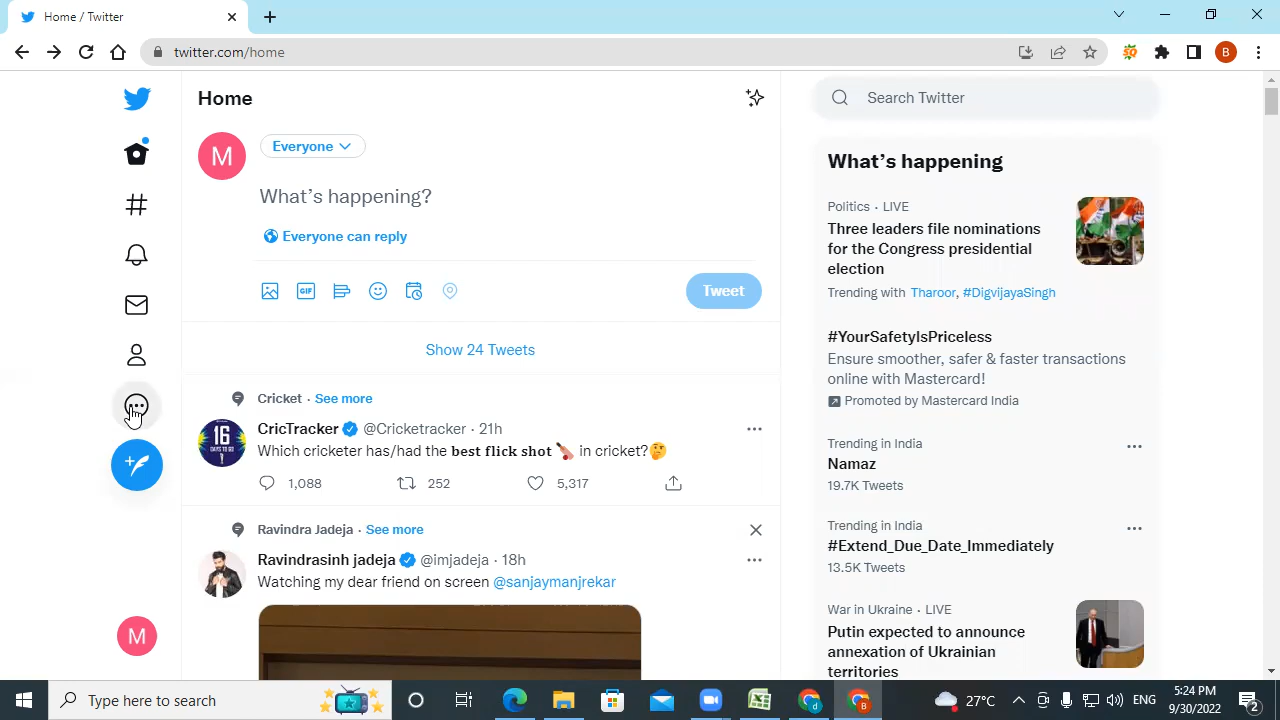 Home / Twitter
twitter.com/home
B
Home
M
Everyone
What's happening?
Everyone can reply
GIF
Tweet
Show 24 Tweets
Cricket · See more
16
DAYS TO GO
CricTracker @Cricketracker · 21h
Which cricketer has/had the best flick shot in cricket?
1,088 252 5,317
Ravindra Jadeja · See more
Ravindrasinh jadeja @imjadeja · 18h
Watching my dear friend on screen @sanjaymanjrekar
M
Search Twitter
What's happening
Politics · LIVE
Three leaders file nominations
for the Congress presidential
election
Trending with Tharoor, #DigvijayaSingh
#YourSafetyIsPriceless
Ensure smoother, safer & faster transactions
online with Mastercard!
Promoted by Mastercard India
Trending in India
Namaz
19.7K Tweets
Trending in India
#Extend_Due_Date_Immediately
13.5K Tweets
War in Ukraine · LIVE
Putin expected to announce
annexation of Ukrainian
territories
Type here to search
d
B
27°C
ENG
5:24 PM
9/30/2022
2